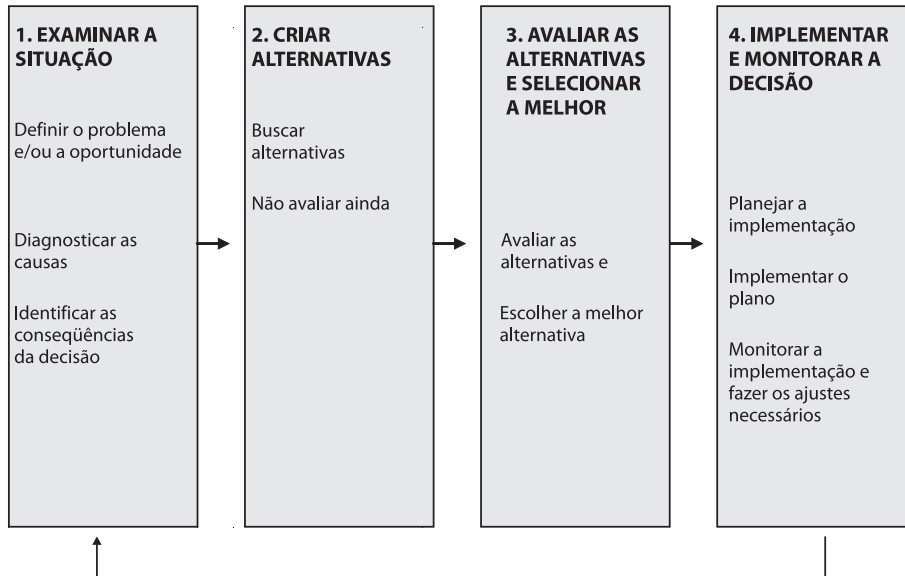 1. EXAMINAR A
SITUAÇÃO
Definir o problema
e/ou a oportunidade
Diagnosticar as
causas
Identificar as
conseqüências
da decisão
2. CRIAR
ALTERNATIVAS
Buscar
alternativas
Não avaliar ainda
3. AVALIAR AS
ALTERNATIVAS
E SELECIONAR
A MELHOR
Avaliar as
alternativas e
Escolher a melhor
alternativa
4. IMPLEMENTAR
E MONITORAR A
DECISÃO
Planejar a
implementação
Implementar o
plano
Monitorar a
implementação e
fazer os ajustes
necessários